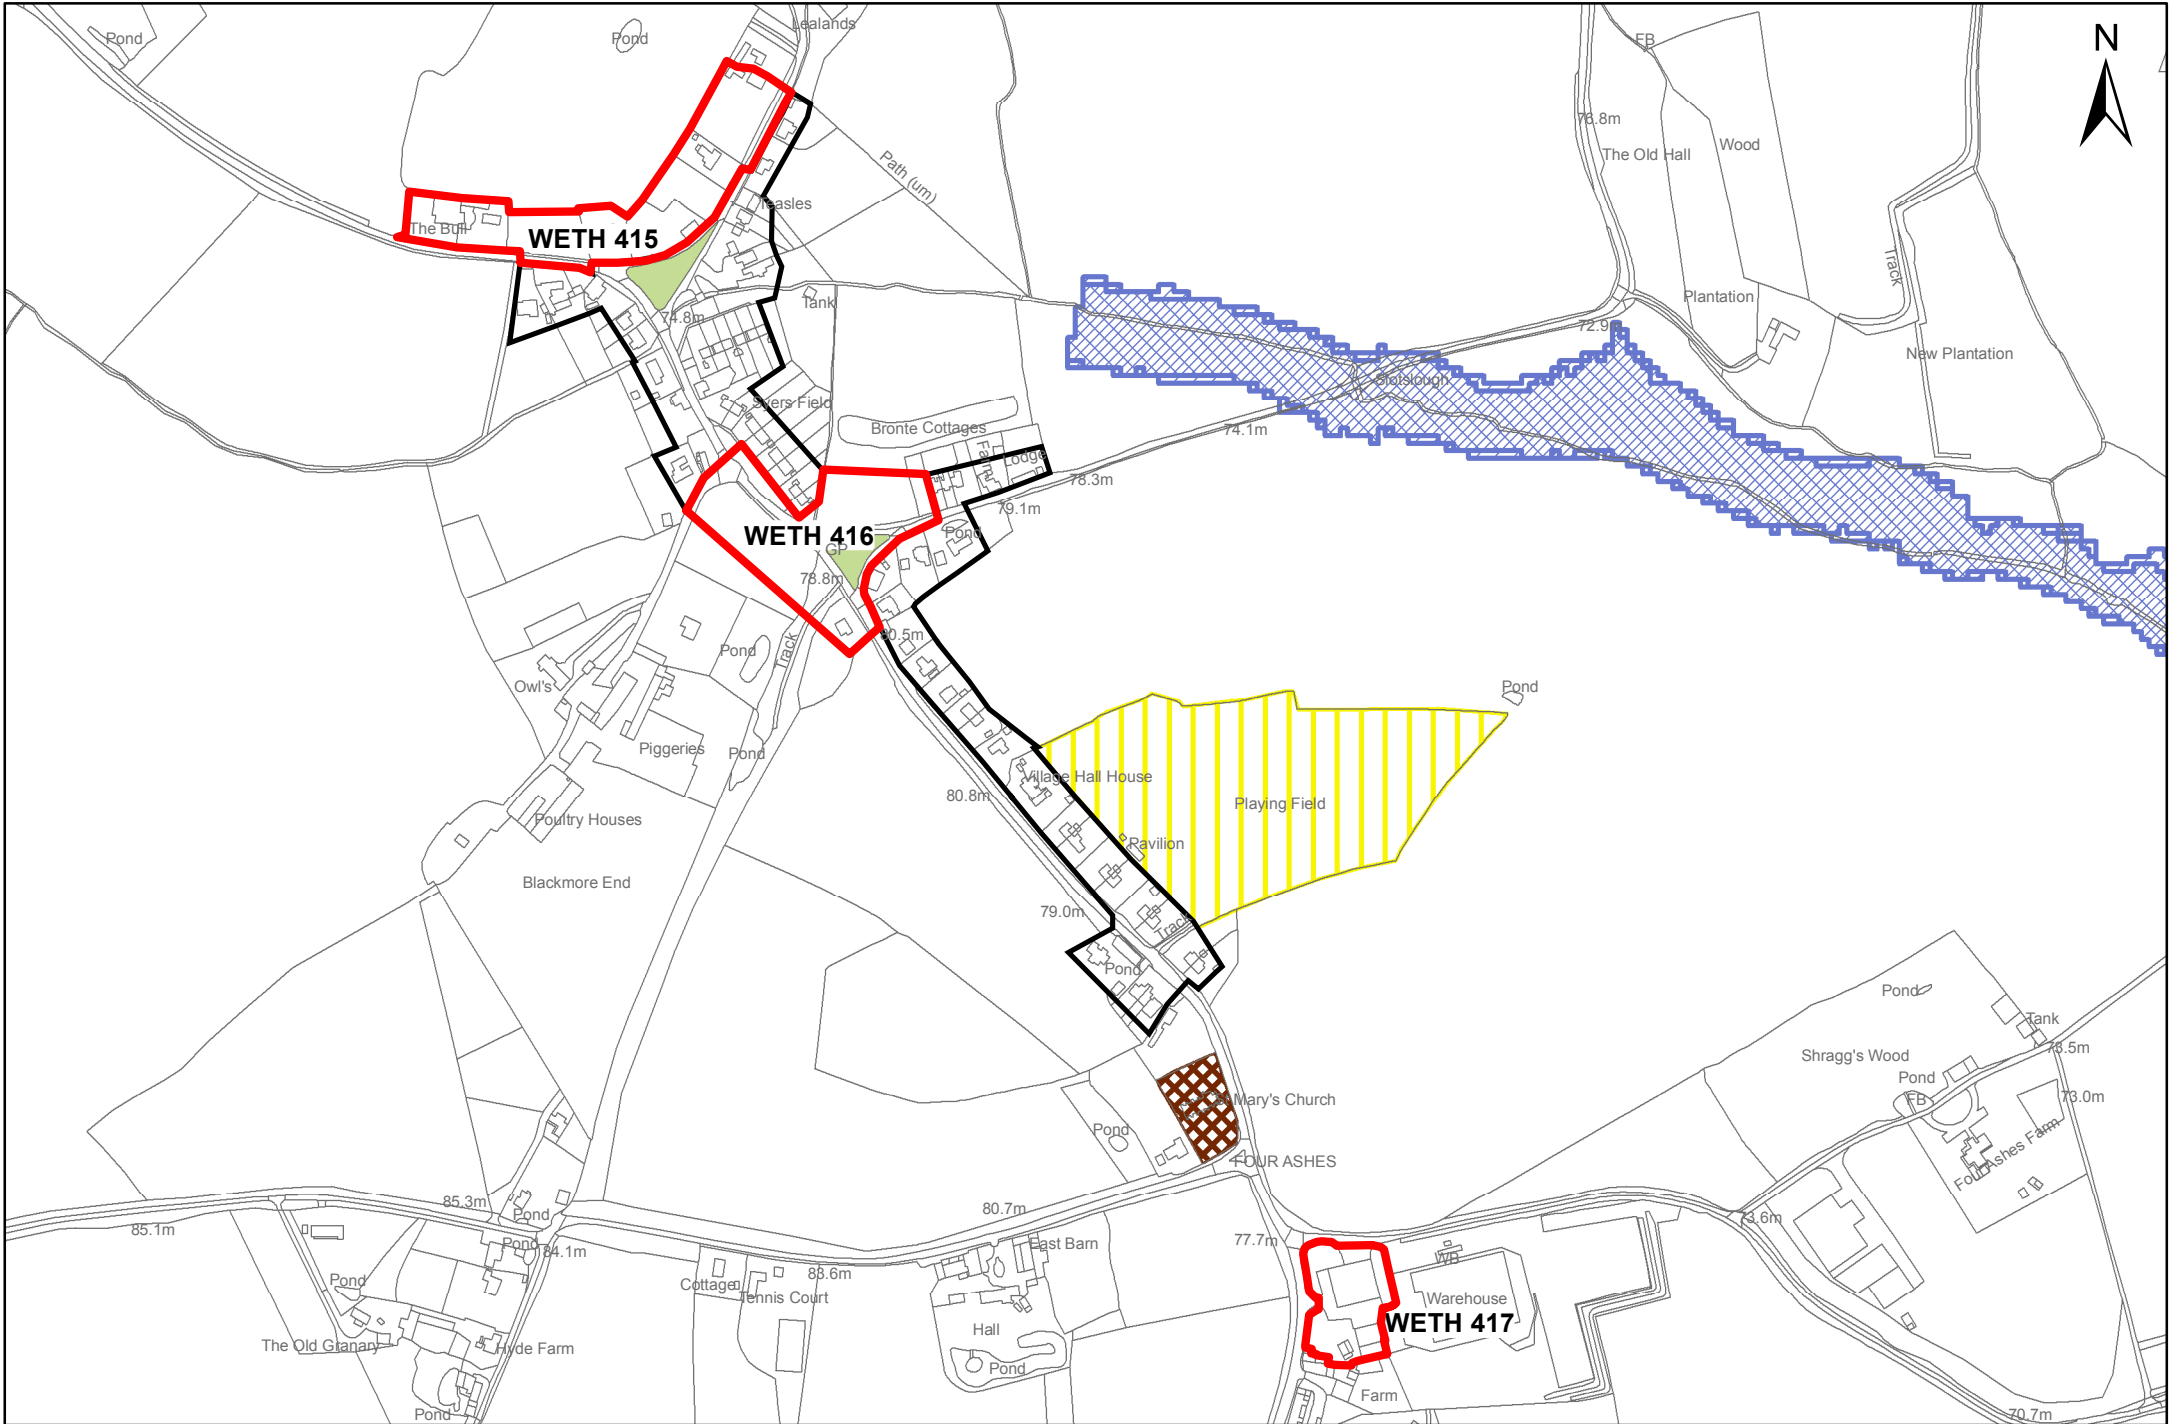 Pond
Pond
Lealands
FB
N
76.8m
The Old Hall
Wood
Path (um)
Teasles
The Bull
WETH 415
Track
Plantation
Tank
74.8m
72.9m
New Plantation
Slotslough
Syers Field
Bronte Cottages
74.1m
Farm
Lodge
78.3m
79.1m
WETH 416
Pond
GP
78.8m
80.5m
Track
Pond
Owl's
Pond
Piggeries
Pond
Village Hall House
80.8m
Playing Field
Poultry Houses
Pavilion
Blackmore End
79.0m
Track
Pond
Pond
Tank
73.5m
Shragg's Wood
Pond
FB
73.0m
St Mary's Church
Pond
Four Ashes Farm
FOUR ASHES
85.3m
Pond
80.7m
85.1m
73.6m
Pond
84.1m
East Barn
77.7m
WB
83.6m
Pond
Cottage
Tennis Court
Warehouse
WETH 417
Hall
The Old Granary
Hyde Farm
Pond
Farm
Pond
70.7m